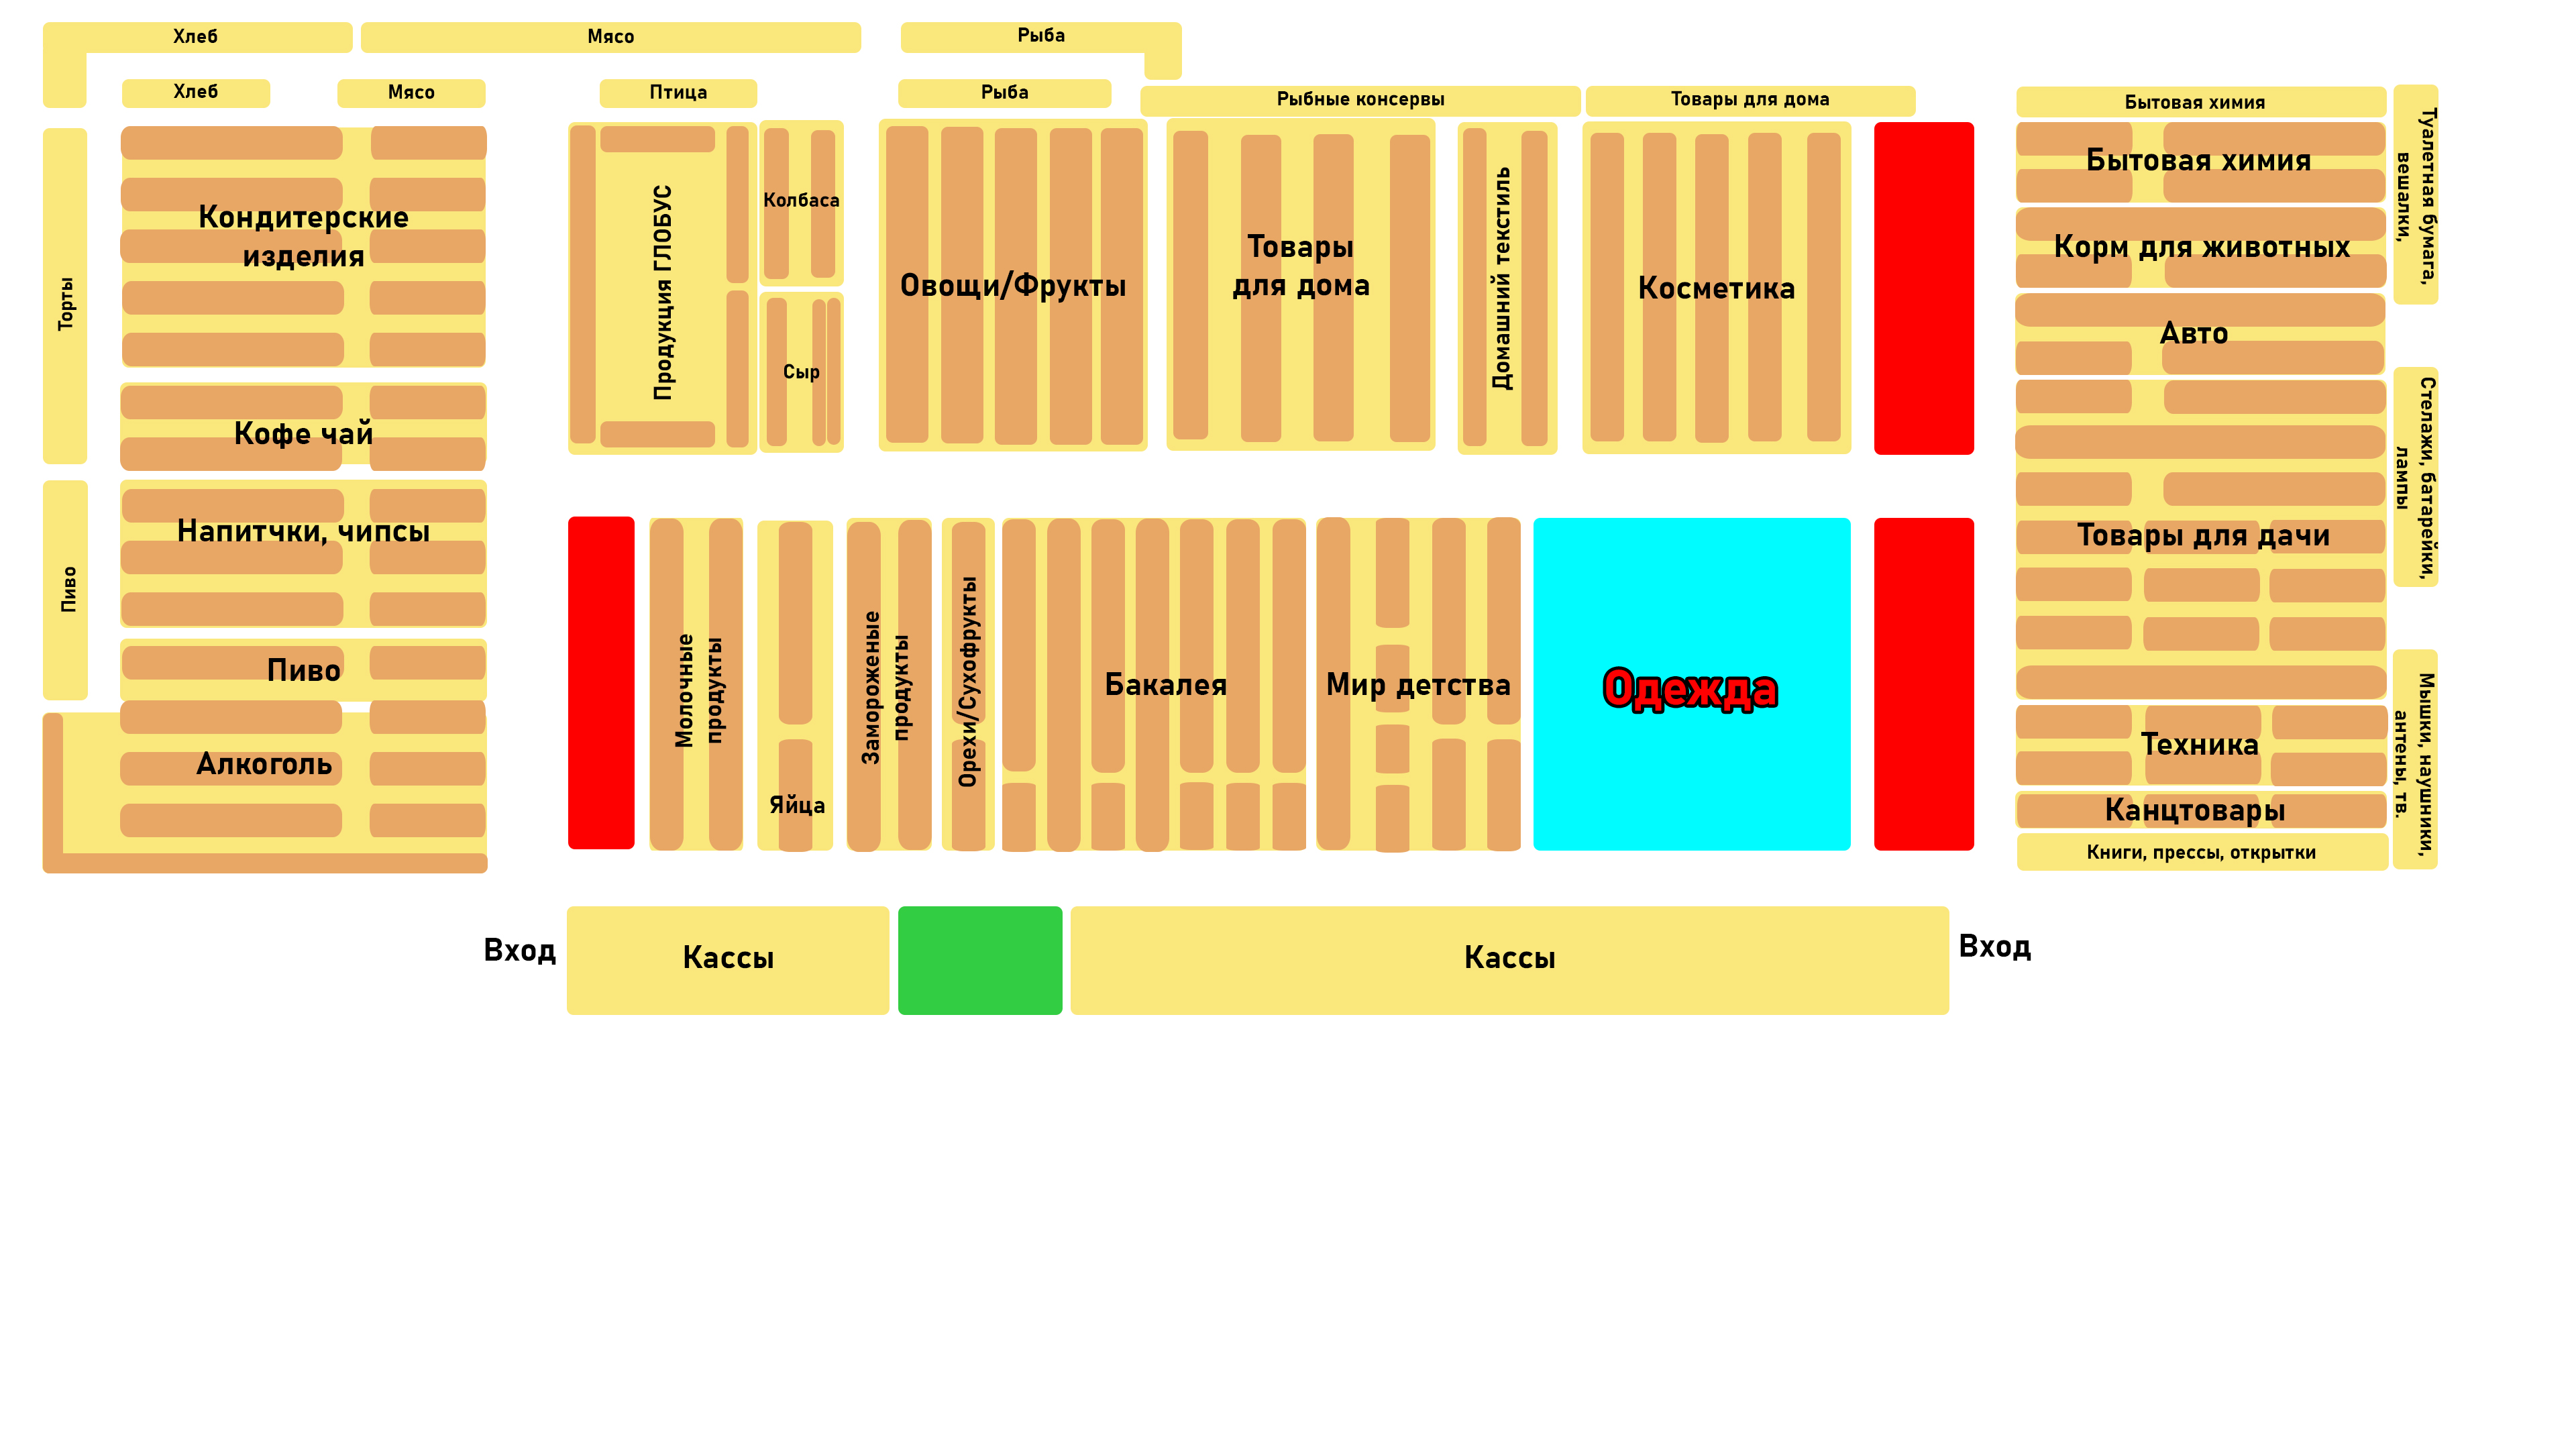 Хлеб
Мясо
Рыба
Хлеб
Мясо
Птица
Рыба
Рыбные консервы
Товары для дома
Бытовая химия
Туалетная бумага,
вешалки,
Торты
Кондитерские
изделия
Продукция ГЛОБУС
Колбаса
Сыр
Овощи/Фрукты
Товары
для дома
Домашний текстиль
Косметика
Бытовая химия
Корм для животных
Авто
Стелажи, батарейки,
лампы
Кофе чай
Пиво
Напитчки, чипсы
Пиво
Алкоголь
Молочные
продукты
Яйца
Замороженые
продукты
Орехи/Сухофрукты
Бакалея
Мир детства
Одежда
Товары для дачи
Техника
Канцтовары
Книги, прессы, открытки
Мышки, наушники,
антены, тв.
Вход
Кассы
Кассы
Вход